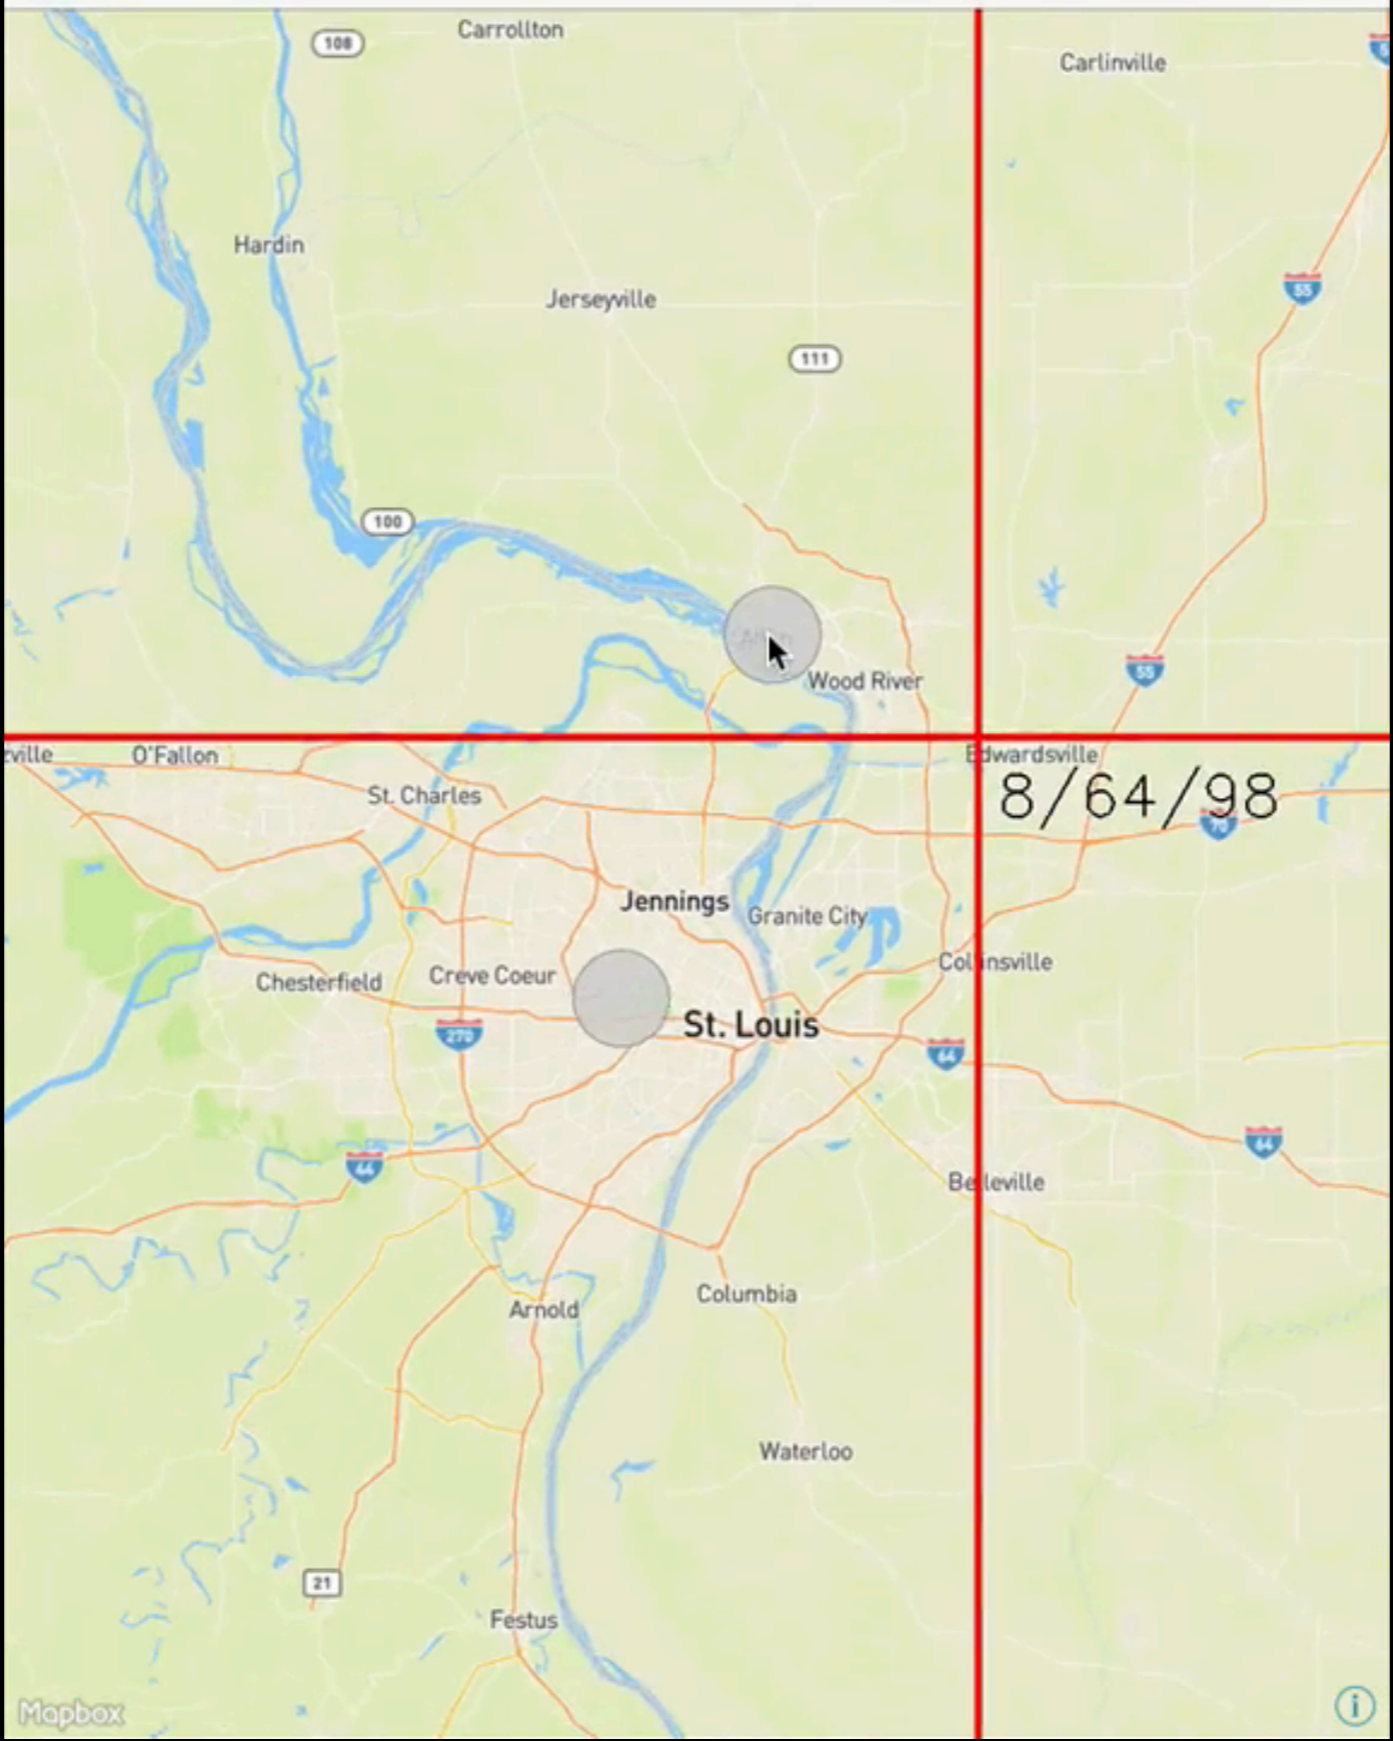 Carrollton
108
Carlinville
Hardin
55
Jerseyville
111
100
55
Wood River
O'Fallon
Edwardsville
St. Charles
8/64/98
70
Jennings
Granite City
Collinsville
Creve Coeur
Chesterfield
St. Louis
270
64
64
44
Belleville
Columbia
Arnold
Waterloo
21
Festus
Mapbox
i